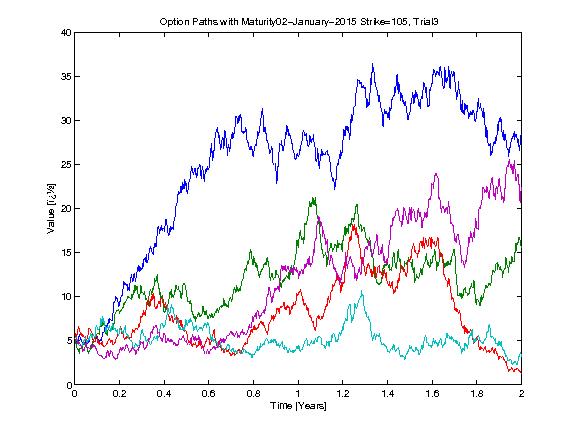 Option Paths with Maturity02-January-2015 Strike=105, Trial3
40
35
30
25
20
15
10
5
0
Value [ï¿½]
0 0.2 0.4 0.6 0.8 1 1.2 1.4 1.6 1.8 2
Time [Years]